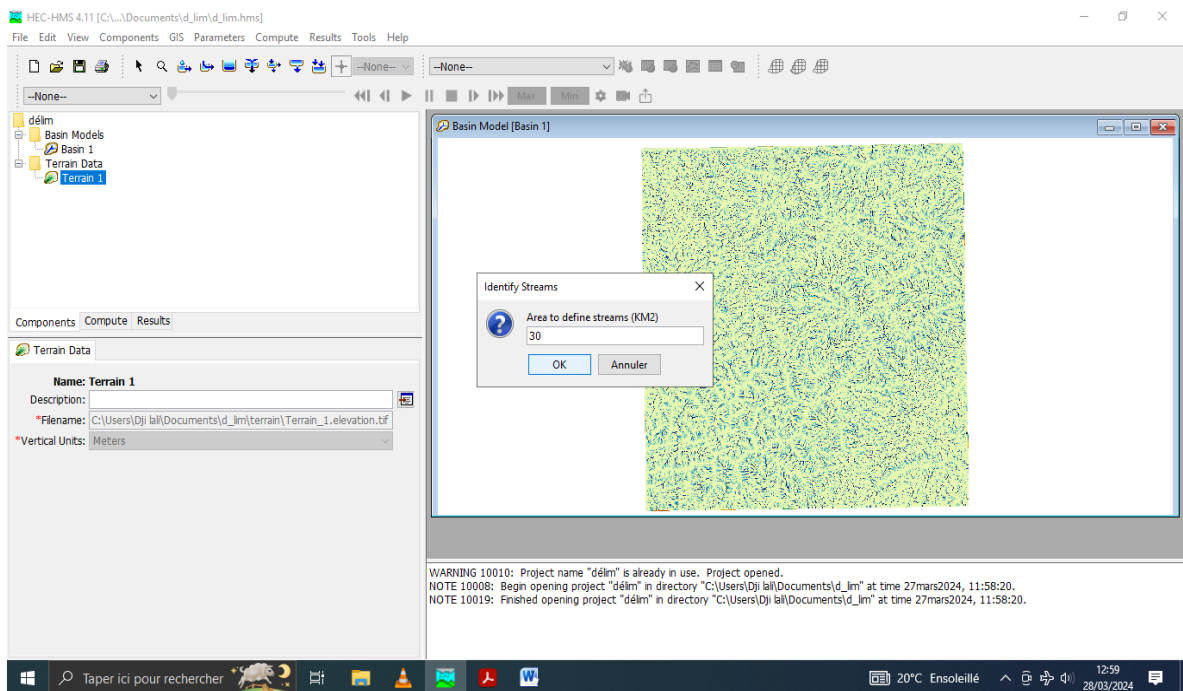 HEC-HMS 4.11 [C:\...\Documents\d_lim\d_lim.hms]
File Edit View Components GIS Parameters Compute Results Tools Help
--None-- --None--
--None-- Max Min
délim
Basin Models
Basin 1
Terrain Data
Terrain 1
Components Compute Results
Terrain Data
Name: Terrain 1
Description:
*Filename: C:\Users\Dji lali\Documents\d_lim\terrain\Terrain_1.elevation.tif
*Vertical Units: Meters
Basin Model [Basin 1]
Identify Streams
Area to define streams (KM2)
30
OK Annuler
WARNING 10010: Project name "délim" is already in use. Project opened.
NOTE 10008: Begin opening project "délim" in directory "C:\Users\Dji lali\Documents\d_lim" at time 27mars2024, 11:58:20.
NOTE 10019: Finished opening project "délim" in directory "C:\Users\Dji lali\Documents\d_lim" at time 27mars2024, 11:58:20.
Taper ici pour rechercher 20°C Ensoleillé 12:59
28/03/2024